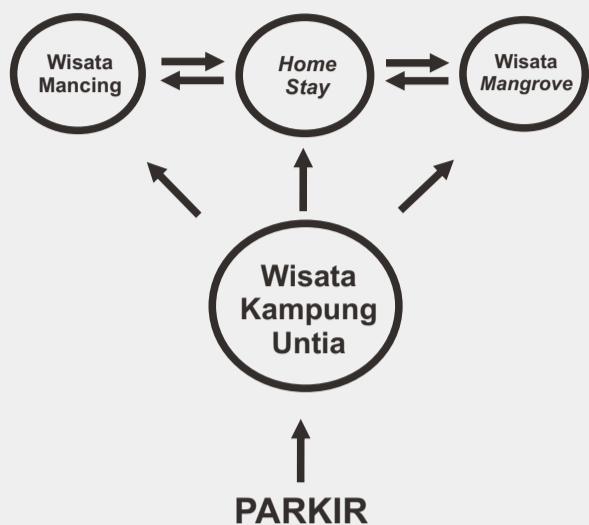 Wisata
Mancing
Home
Stay
Wisata
Mangrove
Wisata
Kampung
Untia
PARKIR